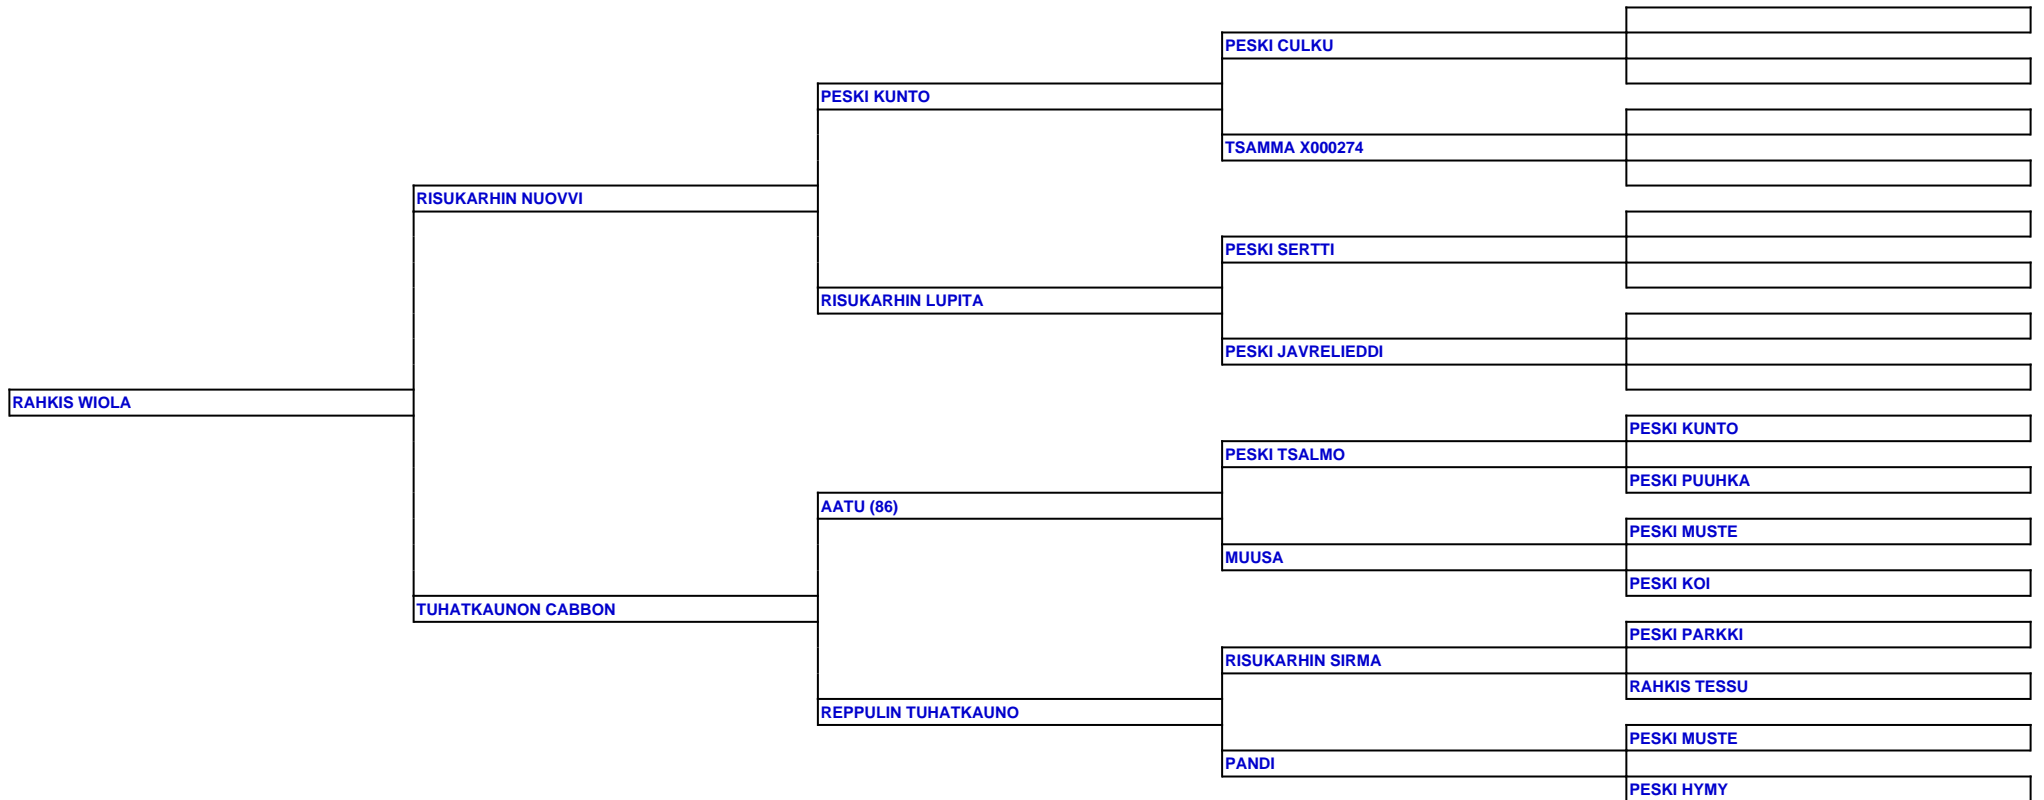 PESKI CULKU
PESKI KUNTO
TSAMMA X000274
RISUKARHIN NUOVVI
PESKI SERTTI
RISUKARHIN LUPITA
PESKI JAVRELIEDDI
RAHKIS WIOLA
PESKI KUNTO
PESKI TSALMO
PESKI PUUHKA
AATU (86)
PESKI MUSTE
MUUSA
PESKI KOI
TUHATKAUNON CABBON
PESKI PARKKI
RISUKARHIN SIRMA
RAHKIS TESSU
REPPULIN TUHATKAUNO
PESKI MUSTE
PANDI
PESKI HYMY